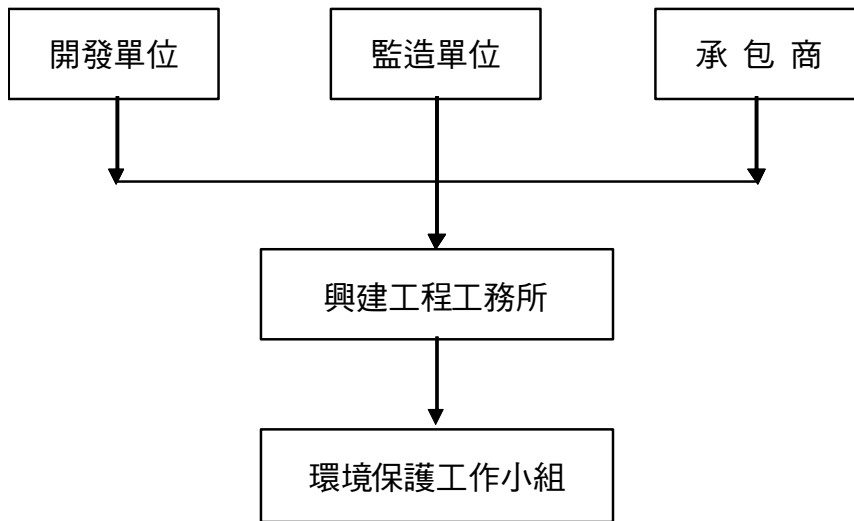 開發單位
監造單位
承 包 商
興建工程工務所
環境保護工作小組